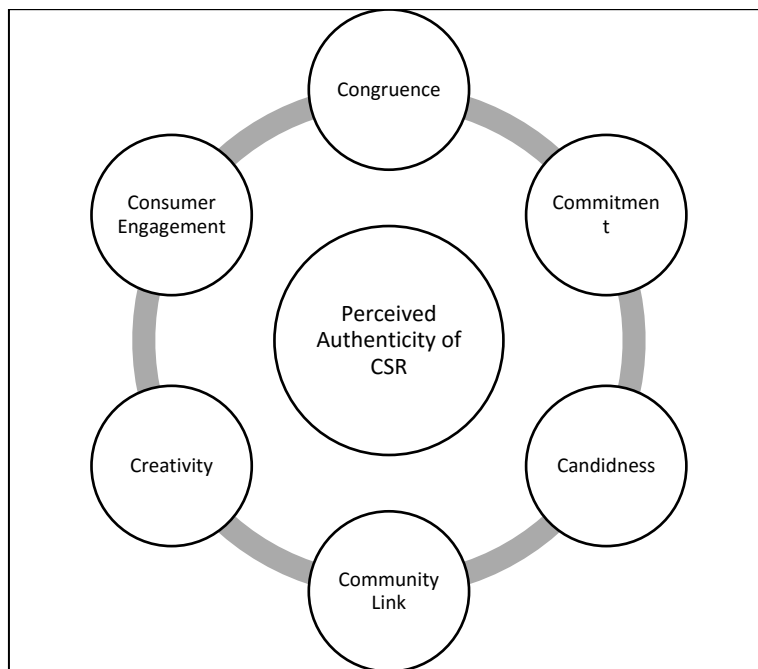 Congruence
Consumer
Engagement
Commitmen
t
Perceived
Authenticity of
CSR
Creativity
Candidness
Community
Link